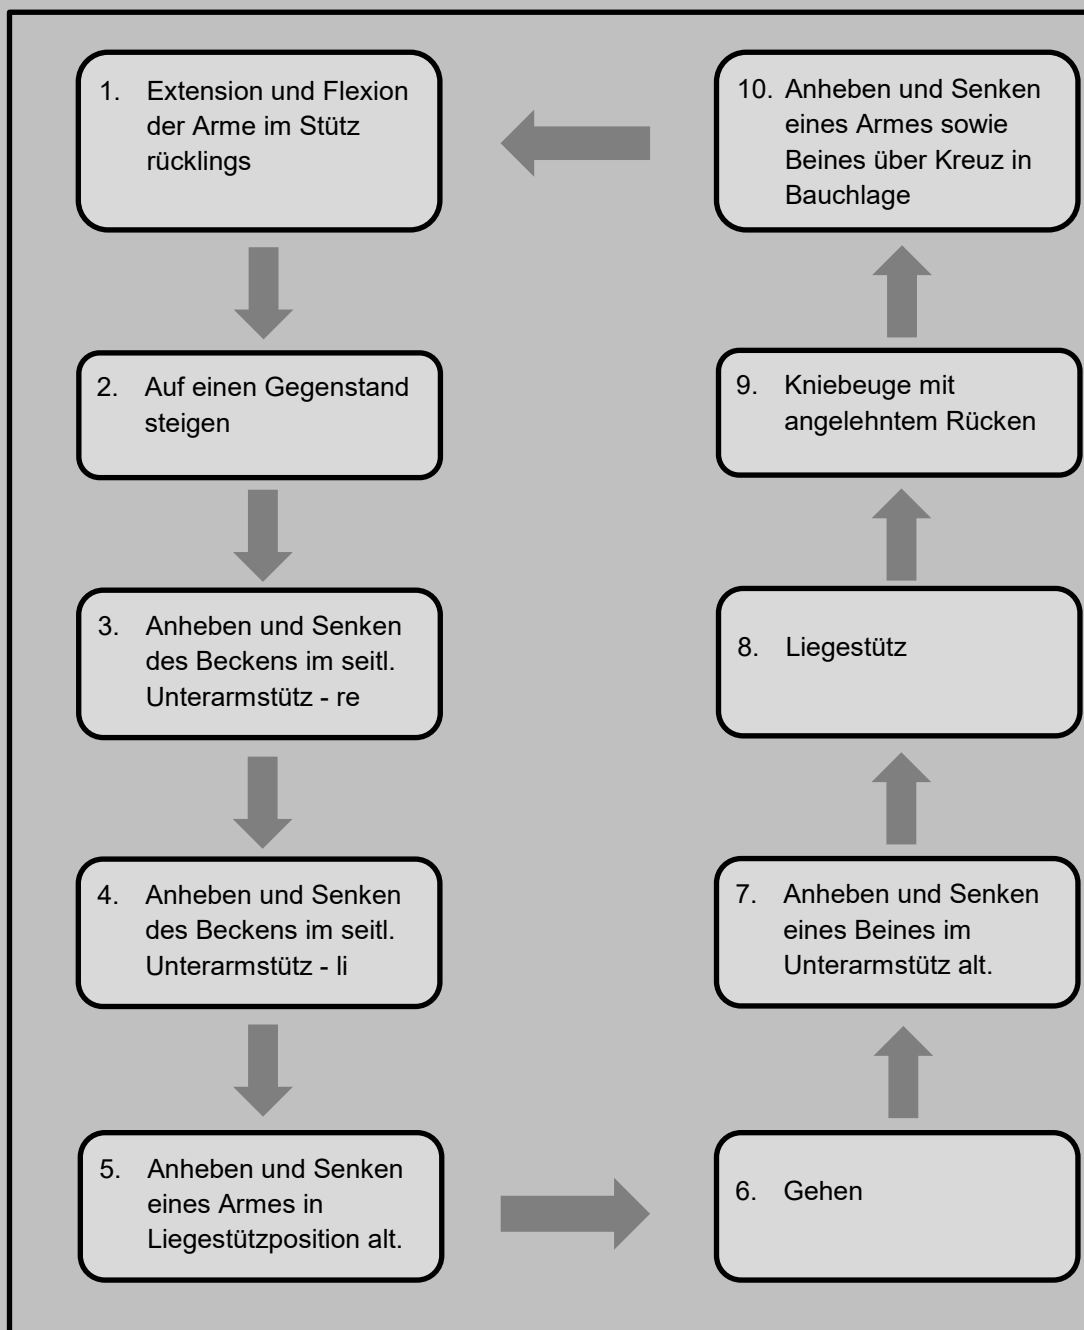 1. Extension und Flexion
der Arme im Stütz
rücklings
2. Auf einen Gegenstand
steigen
3. Anheben und Senken
des Beckens im seitl.
Unterarmstütz - re
4. Anheben und Senken
des Beckens im seitl.
Unterarmstütz - li
5. Anheben und Senken
eines Armes in
Liegestützposition alt.
6. Gehen
7. Anheben und Senken
eines Beines im
Unterarmstütz alt.
8. Liegestütz
9. Kniebeuge mit
angelehntem Rücken
10. Anheben und Senken
eines Armes sowie
Beines über Kreuz in
Bauchlage